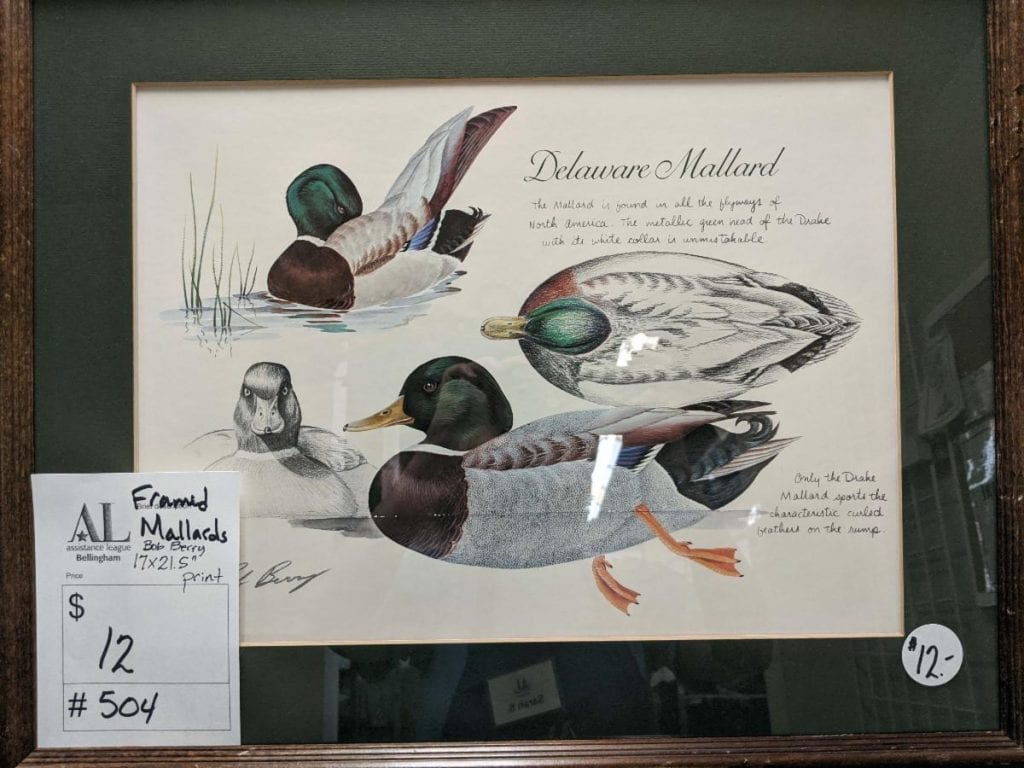 Delaware Mallard
The Mallard is found in all the flyways of
North America. The metallic green head of the Drake
with its white collar is unmistakable
Only the Drake
Mallard sports the
characteristic curled
feathers on the rump.
Berry
Framed
Mallards
Bob Berry
17x21.5"
print
AL
assistance league
Bellingham
Price
$
12
# 504
$12.-